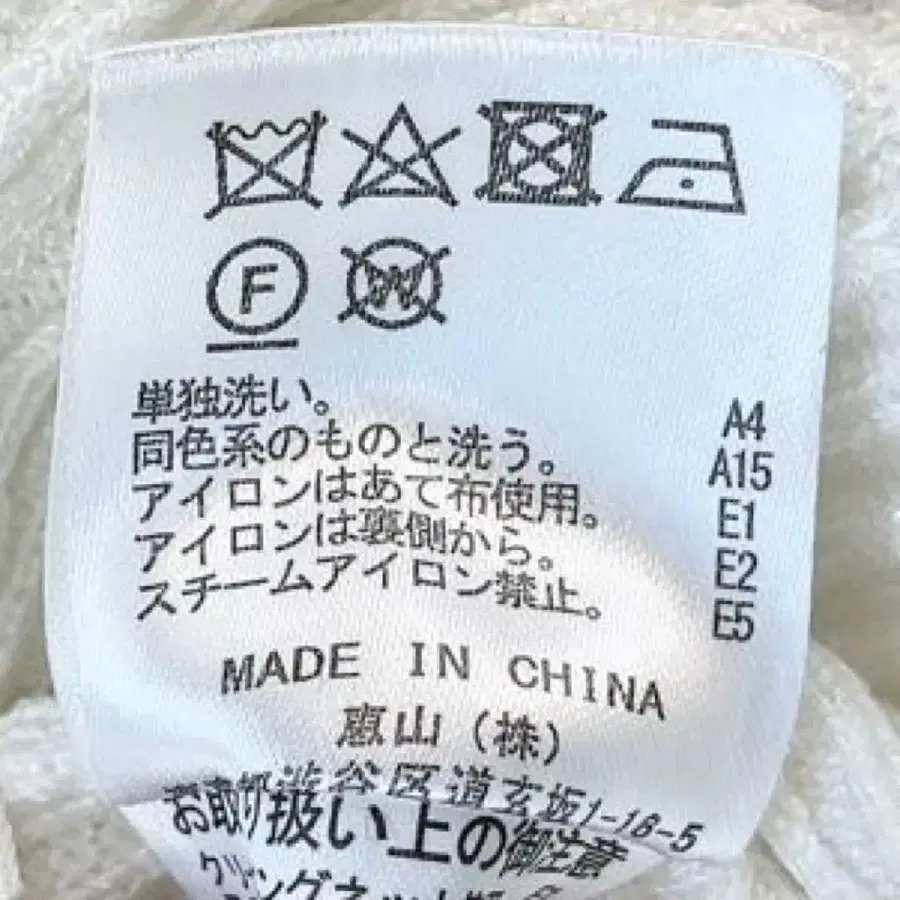 F
W
単独洗い。
同色系のものと洗う。
アイロンはあて布使用。
アイロンは裏側から。
スチームアイロン禁止。
A4
A15
E1
E2
E5
MADE IN CHINA
惠山(株)
渋谷区道玄坂1-16-5
お取り扱い上の御注意